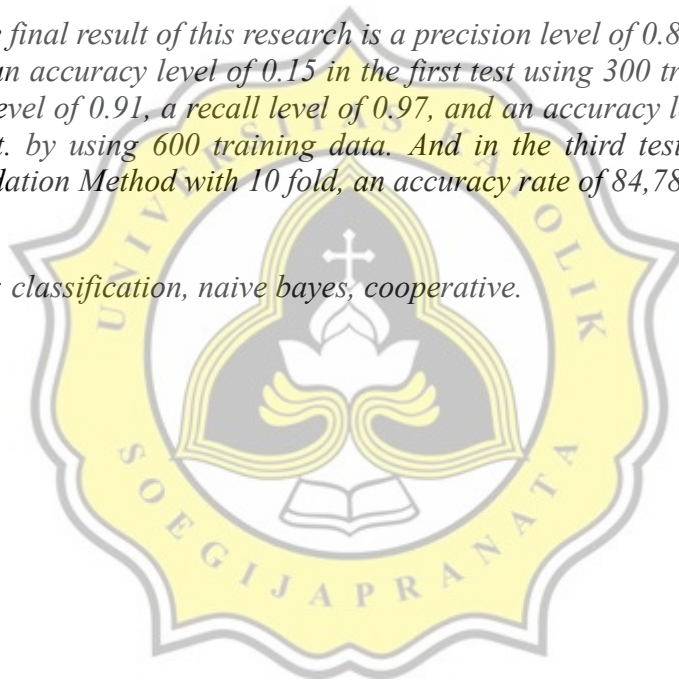 e final result of this research is a precision level of 0.8
an accuracy level of 0.15 in the first test using 300 tr
evel of 0.91, a recall level of 0.97, and an accuracy l
t. by using 600 training data. And in the third test
dation Method with 10 fold, an accuracy rate of 84,78
: classification, naive bayes, cooperative.
UNIVERSITAS KATOLIK
SOEGIJAPRANATA